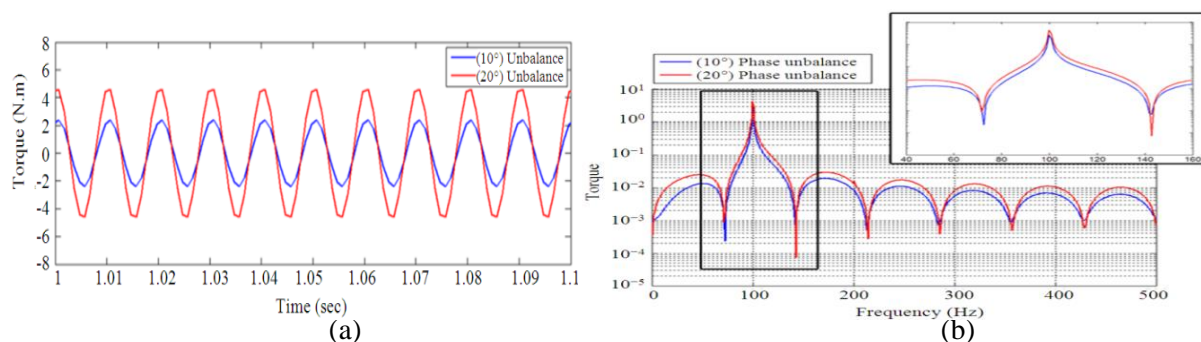 8
6
4
2
0
-2
-4
-6
-8
Torque (N.m)
(10°) Unbalance
(20°) Unbalance
1 1.01 1.02 1.03 1.04 1.05 1.06 1.07 1.08 1.09 1.1
Time (sec)
(a)
(10°) Phase unbalance
(20°) Phase unbalance
40 60 80 100 120 140 160
10^1
10^0
10^-1
10^-2
10^-3
10^-4
10^-5
Torque
0 100 200 300 400 500
Frequency (Hz)
(b)